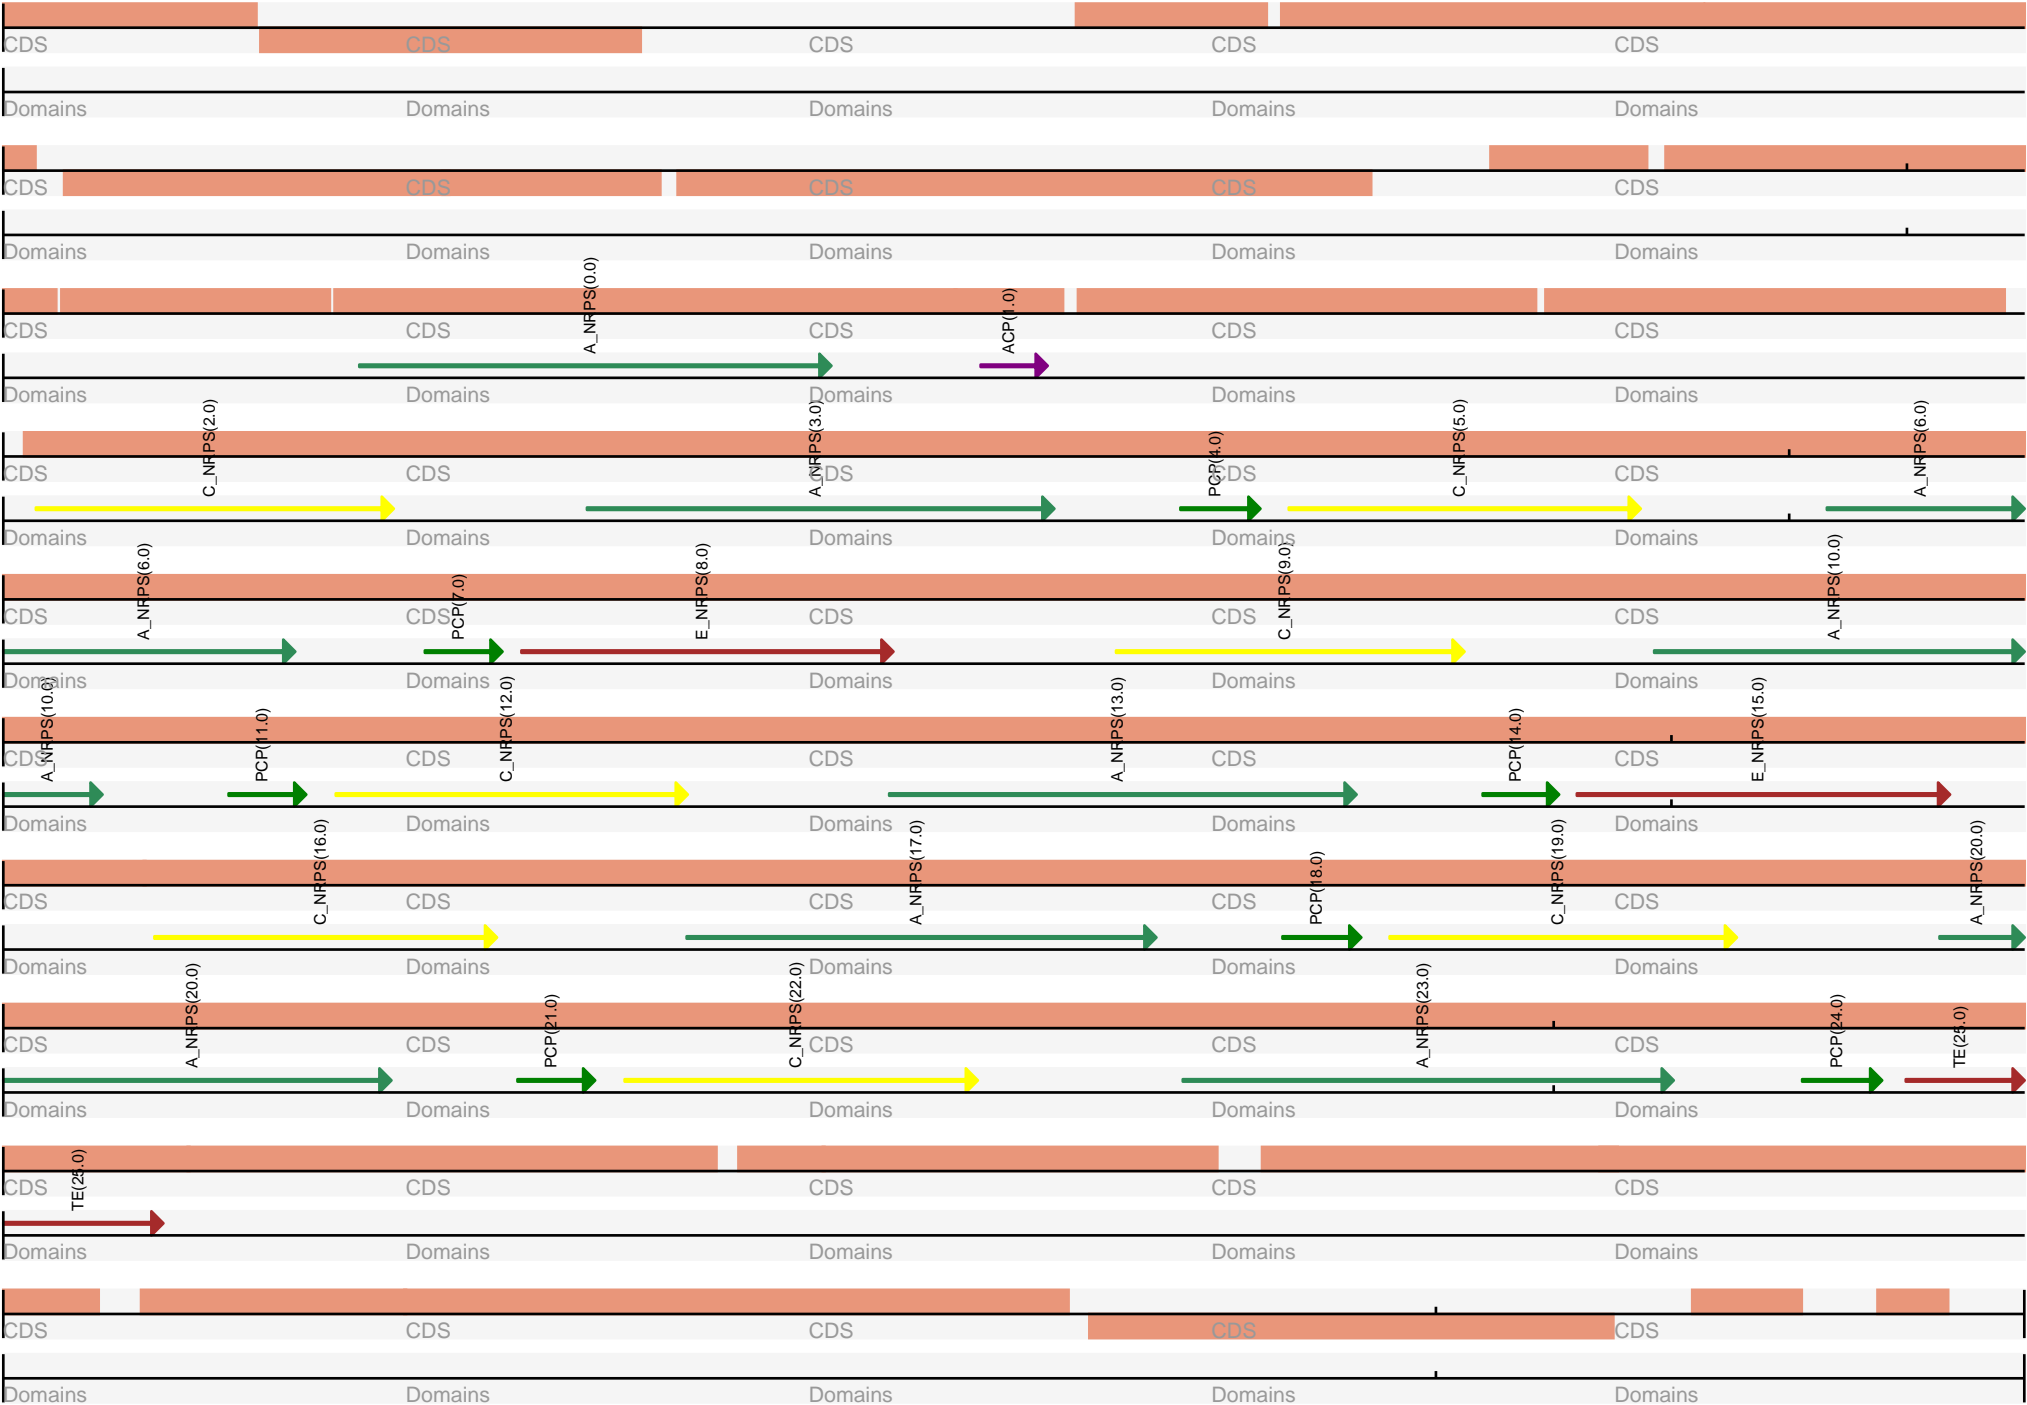 CDS CDS CDS CDS CDS
Domains Domains Domains Domains Domains
CDS CDS CDS CDS CDS
Domains Domains Domains Domains Domains
A_NRPS(0.0) ACP(1.0)
CDS CDS CDS CDS CDS
Domains Domains Domains Domains Domains
C_NRPS(2.0) A_NRPS(3.0) PCP(4.0) C_NRPS(5.0) A_NRPS(6.0)
CDS CDS CDS CDS CDS
Domains Domains Domains Domains Domains
A_NRPS(6.0) PCP(7.0) E_NRPS(8.0) C_NRPS(9.0) A_NRPS(10.0)
CDS CDS CDS CDS CDS
Domains Domains Domains Domains Domains
A_NRPS(10.0) PCP(11.0) C_NRPS(12.0) A_NRPS(13.0) PCP(14.0) E_NRPS(15.0)
CDS CDS CDS CDS CDS
Domains Domains Domains Domains Domains
C_NRPS(16.0) A_NRPS(17.0) PCP(18.0) C_NRPS(19.0) A_NRPS(20.0)
CDS CDS CDS CDS CDS
Domains Domains Domains Domains Domains
A_NRPS(20.0) PCP(21.0) C_NRPS(22.0) A_NRPS(23.0) PCP(24.0) TE(25.0)
CDS CDS CDS CDS CDS
Domains Domains Domains Domains Domains
TE(25.0)
CDS CDS CDS CDS CDS
Domains Domains Domains Domains Domains
CDS CDS CDS CDS CDS
Domains Domains Domains Domains Domains